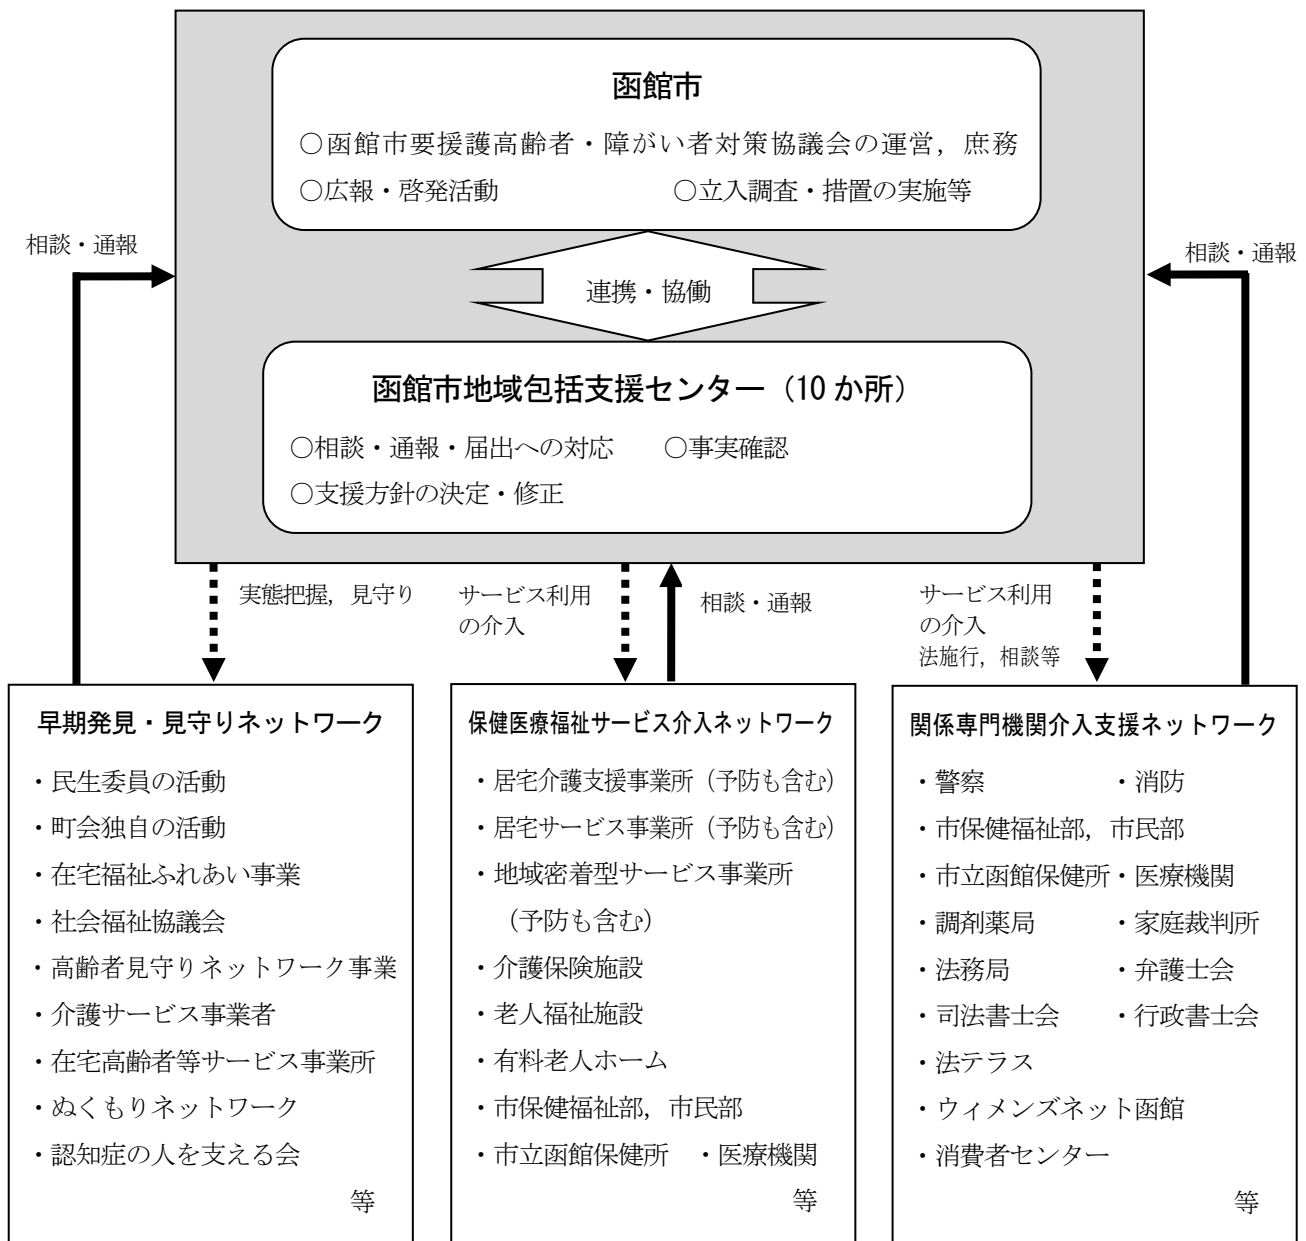 函館市
○函館市要援護高齢者・障がい者対策協議会の運営，庶務
○広報・啓発活動　○立入調査・措置の実施等
相談・通報
相談・通報
連携・協働
函館市地域包括支援センター（10か所）
○相談・通報・届出への対応　○事実確認
○支援方針の決定・修正
実態把握，見守り
サービス利用
の介入
相談・通報
サービス利用
の介入
法施行，相談等
早期発見・見守りネットワーク
・民生委員の活動
・町会独自の活動
・在宅福祉ふれあい事業
・社会福祉協議会
・高齢者見守りネットワーク事業
・介護サービス事業者
・在宅高齢者等サービス事業所
・ぬくもりネットワーク
・認知症の人を支える会
等
保健医療福祉サービス介入ネットワーク
・居宅介護支援事業所（予防も含む）
・居宅サービス事業所（予防も含む）
・地域密着型サービス事業所
（予防も含む）
・介護保険施設
・老人福祉施設
・有料老人ホーム
・市保健福祉部，市民部
・市立函館保健所　・医療機関
等
関係専門機関介入支援ネットワーク
・警察　・消防
・市保健福祉部，市民部
・市立函館保健所・医療機関
・調剤薬局　・家庭裁判所
・法務局　・弁護士会
・司法書士会　・行政書士会
・法テラス
・ウィメンズネット函館
・消費者センター
等